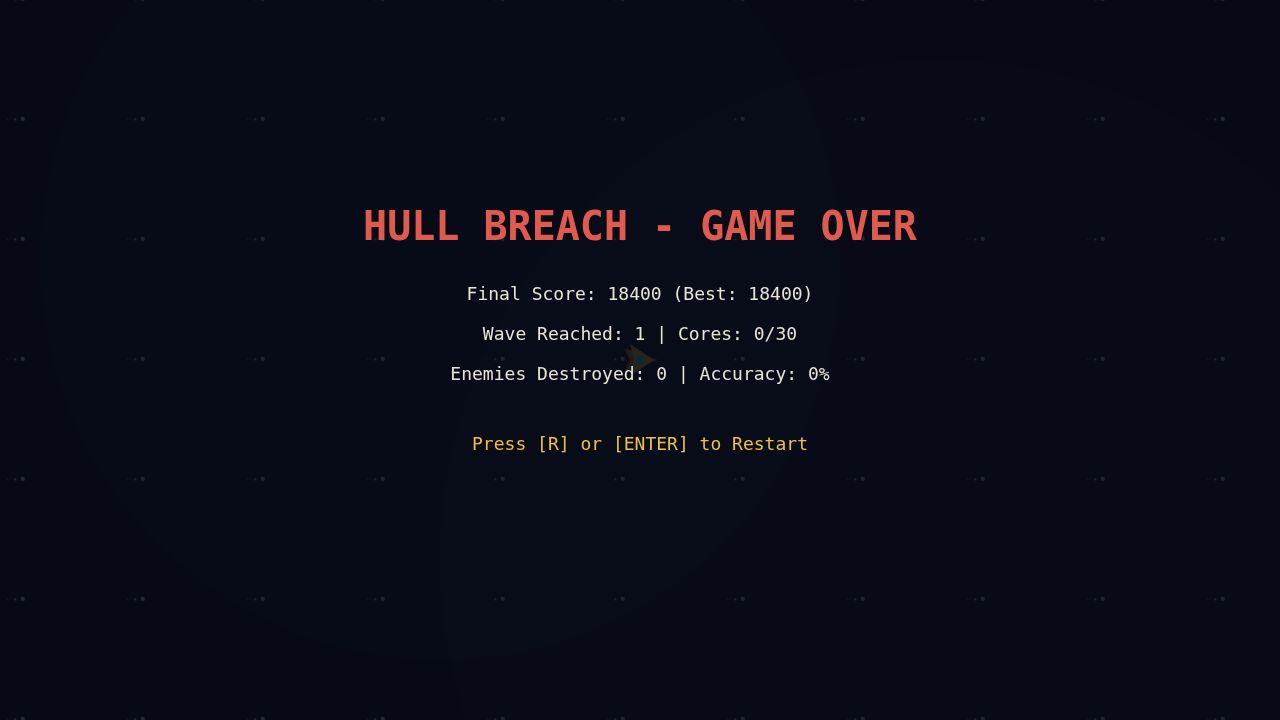 HULL BREACH - GAME OVER
Final Score: 18400 (Best: 18400)
Wave Reached: 1 | Cores: 0/30
Enemies Destroyed: 0 | Accuracy: 0%
Press [R] or [ENTER] to Restart